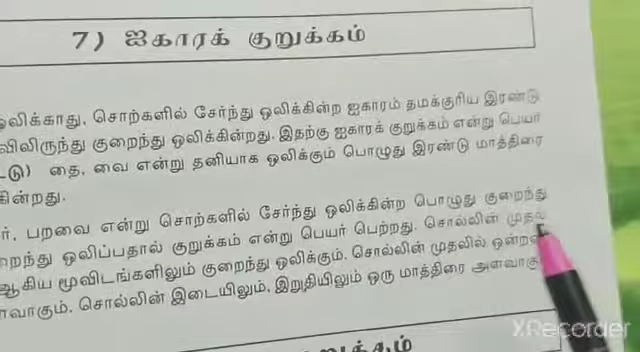 7) ஐகாரக் குறுக்கம்
ஒலிக்காது, சொற்களில் சேர்ந்து ஒலிக்கின்ற ஐகாரம் தமக்குரிய இரண்டு
விலிருந்து குறைந்து ஒலிக்கின்றது. இதற்கு ஐகாரக் குறுக்கம் என்று பெயர்
டு) தை, வை என்று தனியாக ஒலிக்கும் பொழுது இரண்டு மாத்திரை
கின்றது.
ர், பறவை என்று சொற்களில் சேர்ந்து ஒலிக்கின்ற பொழுது குறைந்து
றைந்து ஒலிப்பதால் குறுக்கம் என்று பெயர் பெற்றது. சொல்லின் முதல்
ஆகிய மூவிடங்களிலும் குறைந்து ஒலிக்கும். சொல்லின் முதலில் ஒன்றரை
வாகும். சொல்லின் இடையிலும், இறுதியிலும் ஒரு மாத்திரை அளவாகு
XRecorder